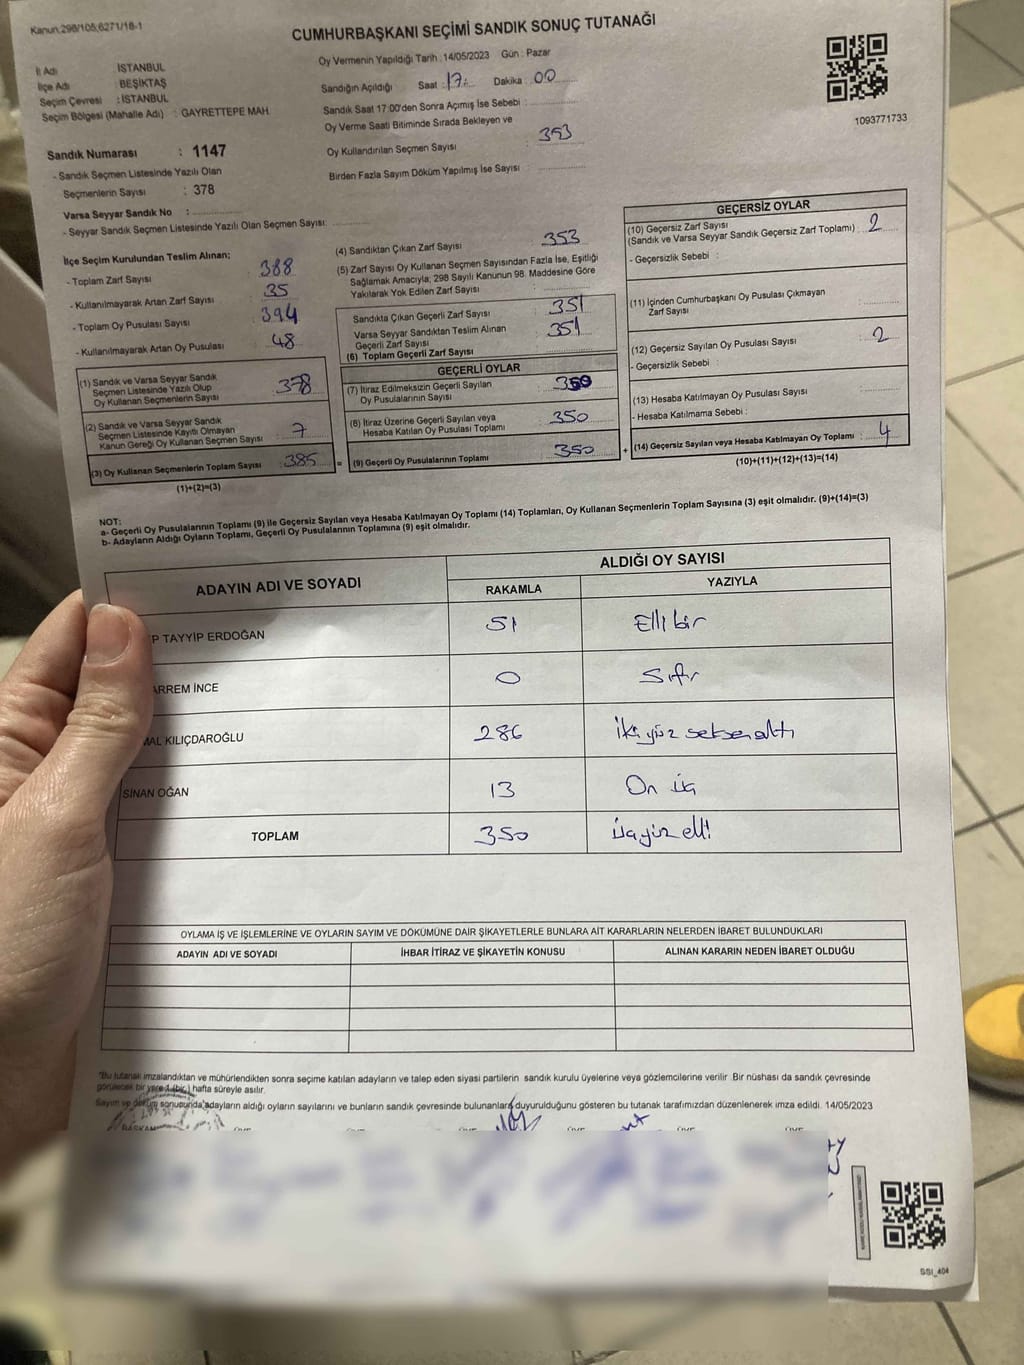 Kanun:298/105;6271/18-1
CUMHURBAŞKANI SEÇİMİ SANDIK SONUÇ TUTANAĞI
İl Adı İSTANBUL
İlçe Adı BEŞİKTAŞ
Seçim Çevresi : İSTANBUL
Seçim Bölgesi (Mahalle Adı) : GAYRETTEPE MAH
Oy Vermenin Yapıldığı Tarih : 14/05/2023 Gün : Pazar
Sandığın Açıldığı Saat : 17: Dakika : 00
Sandık Saat 17:00'den Sonra Açımış İse Sebebi :
Oy Verme Saati Bitiminde Sırada Bekleyen ve
Oy Kullandırılan Seçmen Sayısı : 353
Birden Fazla Sayım Döküm Yapılmış İse Sayısı :
1093771733
Sandık Numarası : 1147
- Sandık Seçmen Listesinde Yazılı Olan
Seçmenlerin Sayısı : 378
Varsa Seyyar Sandık No :
- Seyyar Sandık Seçmen Listesinde Yazılı Olan Seçmen Sayısı:
İlçe Seçim Kurulundan Teslim Alınan;
- Toplam Zarf Sayısı : 388
- Kullanılmayarak Artan Zarf Sayısı : 35
- Toplam Oy Pusulası Sayısı : 394
- Kullanılmayarak Artan Oy Pusulası : 48
(1) Sandık ve Varsa Seyyar Sandık
Seçmen Listesinde Yazılı Olup
Oy Kullanan Seçmenlerin Sayısı : 378
(2) Sandık ve Varsa Seyyar Sandık
Seçmen Listesinde Kayıtlı Olmayan
Kanun Gereği Oy Kullanan Seçmen Sayısı : 7
(3) Oy Kullanan Seçmenlerin Toplam Sayısı : 385
(1)+(2)=(3)
(4) Sandıktan Çıkan Zarf Sayısı : 353
(5) Zarf Sayısı Oy Kullanan Seçmen Sayısından Fazla İse, Eşitliği
Sağlamak Amacıyla; 298 Sayılı Kanunun 98. Maddesine Göre
Yakılarak Yok Edilen Zarf Sayısı :
Sandıkta Çıkan Geçerli Zarf Sayısı : 351
Varsa Seyyar Sandıktan Teslim Alınan
Geçerli Zarf Sayısı : 351
(6) Toplam Geçerli Zarf Sayısı :
GEÇERLİ OYLAR
(7) İtiraz Edilmeksizin Geçerli Sayılan
Oy Pusulalarının Sayısı : 350
(8) İtiraz Üzerine Geçerli Sayılan veya
Hesaba Katılan Oy Pusulası Toplamı : 350
= (9) Geçerli Oy Pusulalarının Toplamı : 350
GEÇERSİZ OYLAR
(10) Geçersiz Zarf Sayısı
(Sandık ve Varsa Seyyar Sandık Geçersiz Zarf Toplamı) : 2
- Geçersizlik Sebebi :
(11) İçinden Cumhurbaşkanı Oy Pusulası Çıkmayan
Zarf Sayısı :
(12) Geçersiz Sayılan Oy Pusulası Sayısı : 2
- Geçersizlik Sebebi :
(13) Hesaba Katılmayan Oy Pusulası Sayısı :
- Hesaba Katılmama Sebebi :
+ (14) Geçersiz Sayılan veya Hesaba Katılmayan Oy Toplamı : 4
(10)+(11)+(12)+(13)=(14)
NOT:
a- Geçerli Oy Pusulalarının Toplamı (9) ile Geçersiz Sayılan veya Hesaba Katılmayan Oy Toplamı (14) Toplamları, Oy Kullanan Seçmenlerin Toplam Sayısına (3) eşit olmalıdır. (9)+(14)=(3)
b- Adayların Aldığı Oyların Toplamı, Geçerli Oy Pusulalarının Toplamına (9) eşit olmalıdır.
ADAYIN ADI VE SOYADI ALDIĞI OY SAYISI
RAKAMLA YAZIYLA
P TAYYİP ERDOĞAN 51 Elli bir
ARREM İNCE 0 Sıfır
MAL KILIÇDAROĞLU 286 İki yüz seksen altı
SİNAN OĞAN 13 On üç
TOPLAM 350 Üçyüz elli
OYLAMA İŞ VE İŞLEMLERİNE VE OYLARIN SAYIM VE DÖKÜMÜNE DAİR ŞİKAYETLERLE BUNLARA AİT KARARLARIN NELERDEN İBARET BULUNDUKLARI
ADAYIN ADI VE SOYADI İHBAR İTİRAZ VE ŞİKAYETİN KONUSU ALINAN KARARIN NEDEN İBARET OLDUĞU
"Bu tutanak imzalandıktan ve mühürlendikten sonra seçime katılan adayların ve talep eden siyasi partilerin sandık kurulu üyelerine veya gözlemcilerine verilir. Bir nüshası da sandık çevresinde
görülecek bir yere 1 (bir) hafta süreyle asılır.
Sayım ve döküm sonucunda adayların aldığı oyların sayılarını ve bunların sandık çevresinde bulunanlara duyurulduğunu gösteren bu tutanak tarafımızdan düzenlenerek imza edildi. 14/05/2023
BAŞKAN
SSI_404